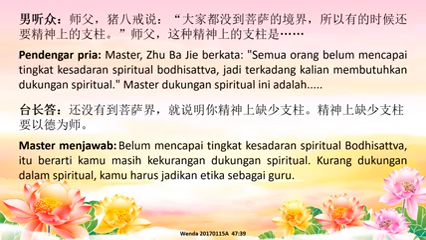 男听众：师父，猪八戒说：“大家都没到菩萨的境界，所以有的时候还
要精神上的支柱。”师父，这种精神上的支柱是……
Pendengar pria: Master, Zhu Ba Jie berkata: "Semua orang belum mencapai
tingkat kesadaran spiritual bodhisattva, jadi terkadang kalian membutuhkan
dukungan spiritual." Master dukungan spiritual ini adalah.....
台长答：还没有到菩萨界，就说明你精神上缺少支柱。精神上缺少支柱
要以德为师。
Master menjawab: Belum mencapai tingkat kesadaran spiritual Bodhisattva,
itu berarti kamu masih kekurangan dukungan spiritual. Kurang dukungan
dalam spiritual, kamu harus jadikan etika sebagai guru.
Wenda 20170115A 47:39